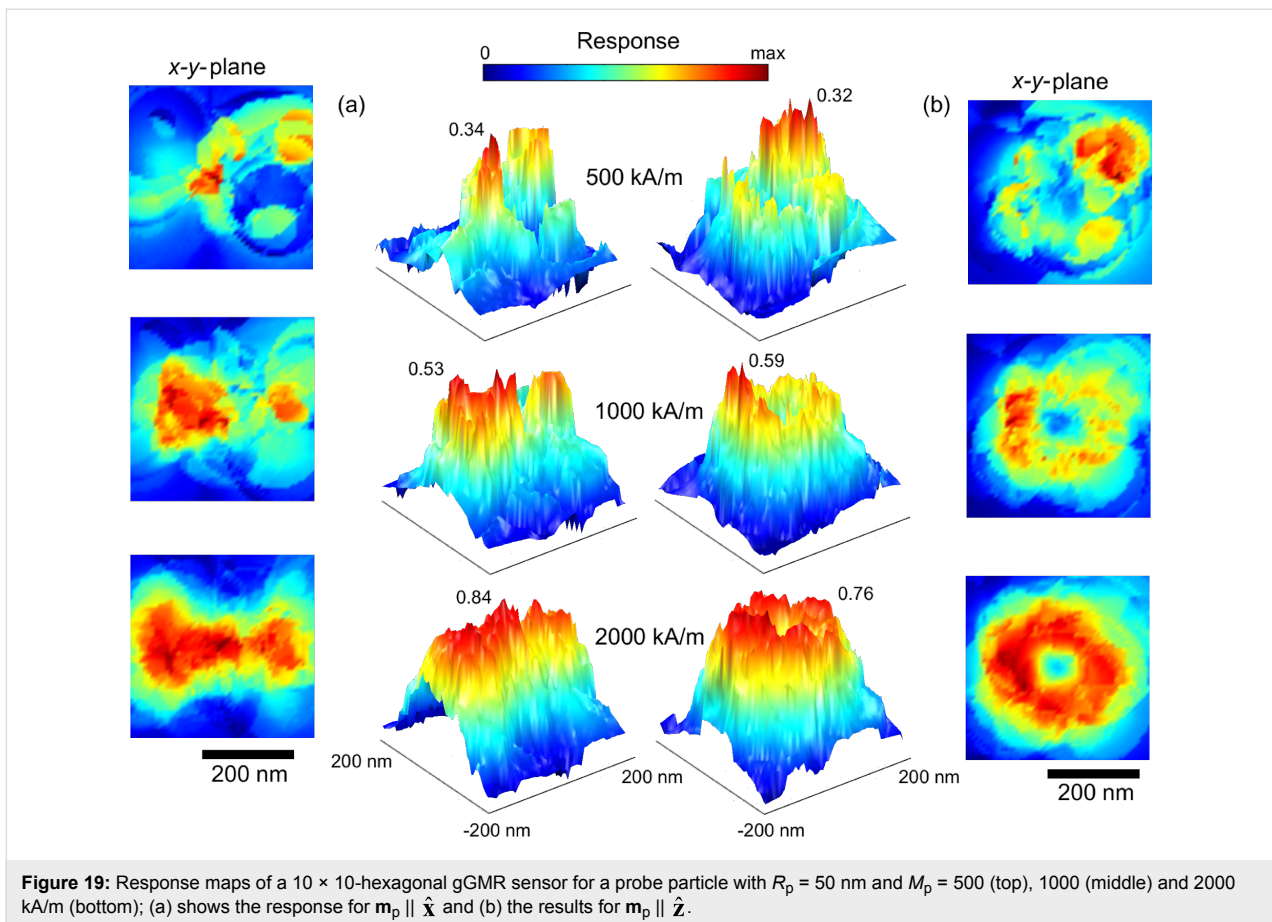 Response
0 max
x-y-plane
(a)
(b)
x-y-plane
0.34
0.32
500 kA/m
0.53
0.59
1000 kA/m
0.84
0.76
2000 kA/m
200 nm
200 nm
200 nm
-200 nm
200 nm
-200 nm
200 nm
Figure 19: Response maps of a 10 × 10-hexagonal gGMR sensor for a probe particle with Rp = 50 nm and Mp = 500 (top), 1000 (middle) and 2000
kA/m (bottom); (a) shows the response for mp || x̂ and (b) the results for mp || ẑ.